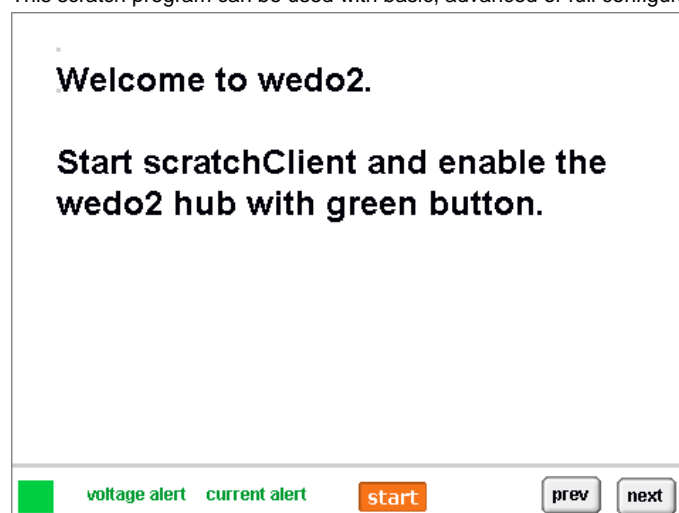 This scratch program can be used with basic, advanced or full configur
Welcome to wedo2.
Start scratchClient and enable the
wedo2 hub with green button.
voltage alert current alert start prev next